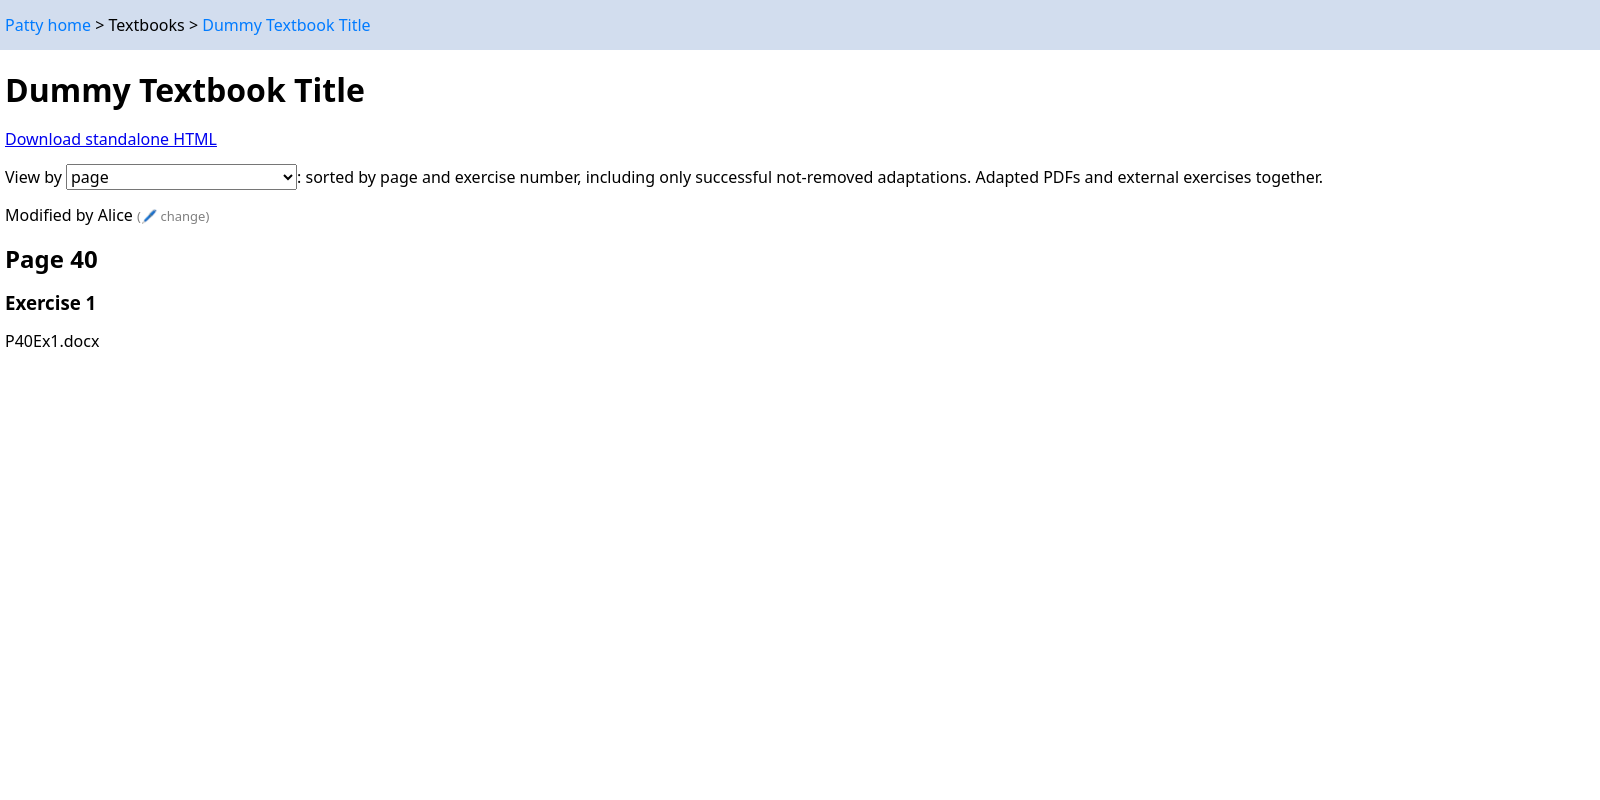 Patty home > Textbooks > Dummy Textbook Title
Dummy Textbook Title
Download standalone HTML
View by page: sorted by page and exercise number, including only successful not-removed adaptations. Adapted PDFs and external exercises together.
Modified by Alice (🖊️ change)
Page 40
Exercise 1
P40Ex1.docx